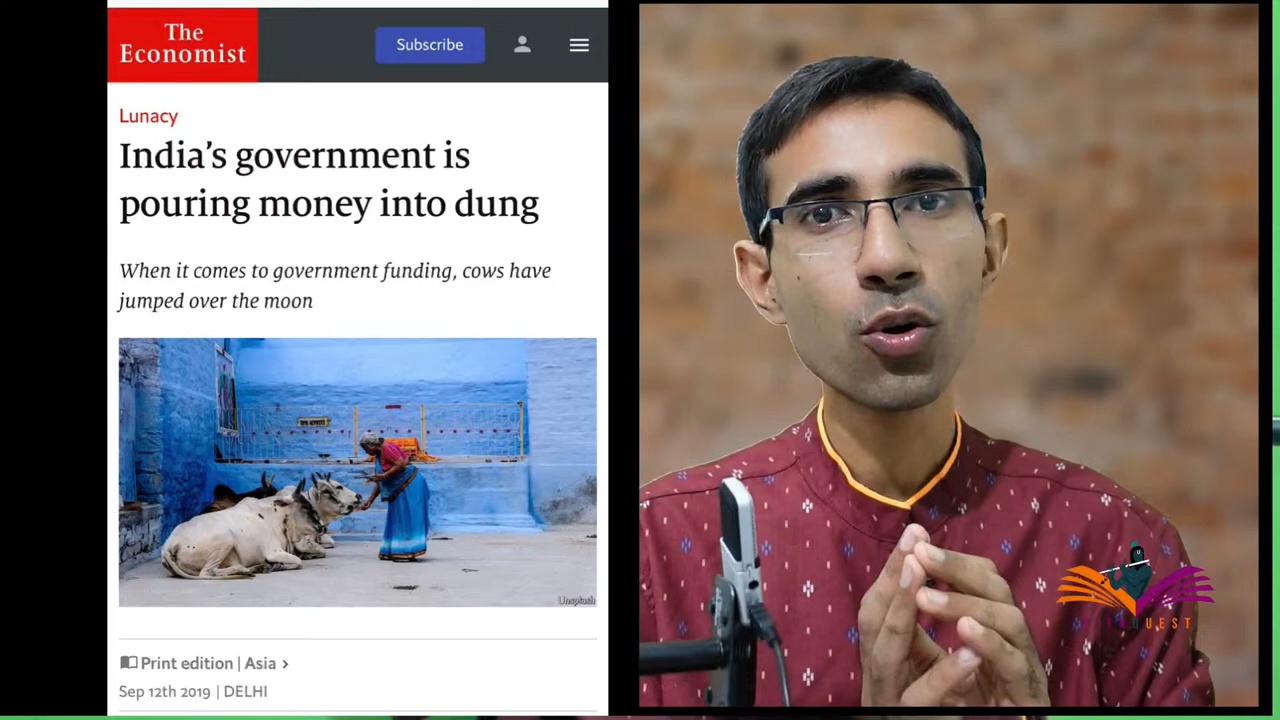 The
Economist
Subscribe
Lunacy
India's government is
pouring money into dung
When it comes to government funding, cows have
jumped over the moon
Unsplash
Print edition | Asia >
Sep 12th 2019 | DELHI
QUEST